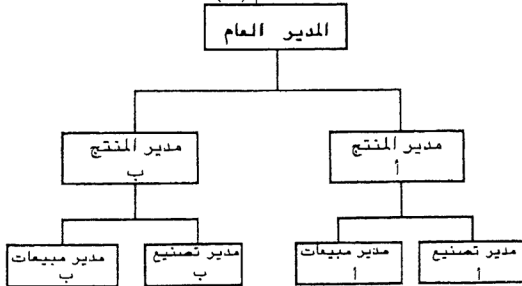 المدير العام
مدير المنتج
أ
مدير المنتج
ب
مدير تصنيع
أ
مدير مبيعات
أ
مدير تصنيع
ب
مدير مبيعات
ب